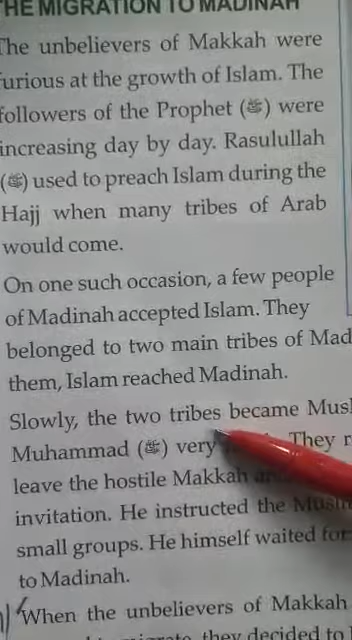 THE MIGRATION TO MADINAH
The unbelievers of Makkah were
furious at the growth of Islam. The
followers of the Prophet (ﷺ) were
increasing day by day. Rasulullah
(ﷺ) used to preach Islam during the
Hajj when many tribes of Arab
would come.
On one such occasion, a few people
of Madinah accepted Islam. They
belonged to two main tribes of Mad
them, Islam reached Madinah.
Slowly, the two tribes became
Muhammad (ﷺ) very They
leave the hostile Makkah
invitation. He instructed the
small groups. He himself waited for
to Madinah.
When the unbelievers of Makkah
they decided to